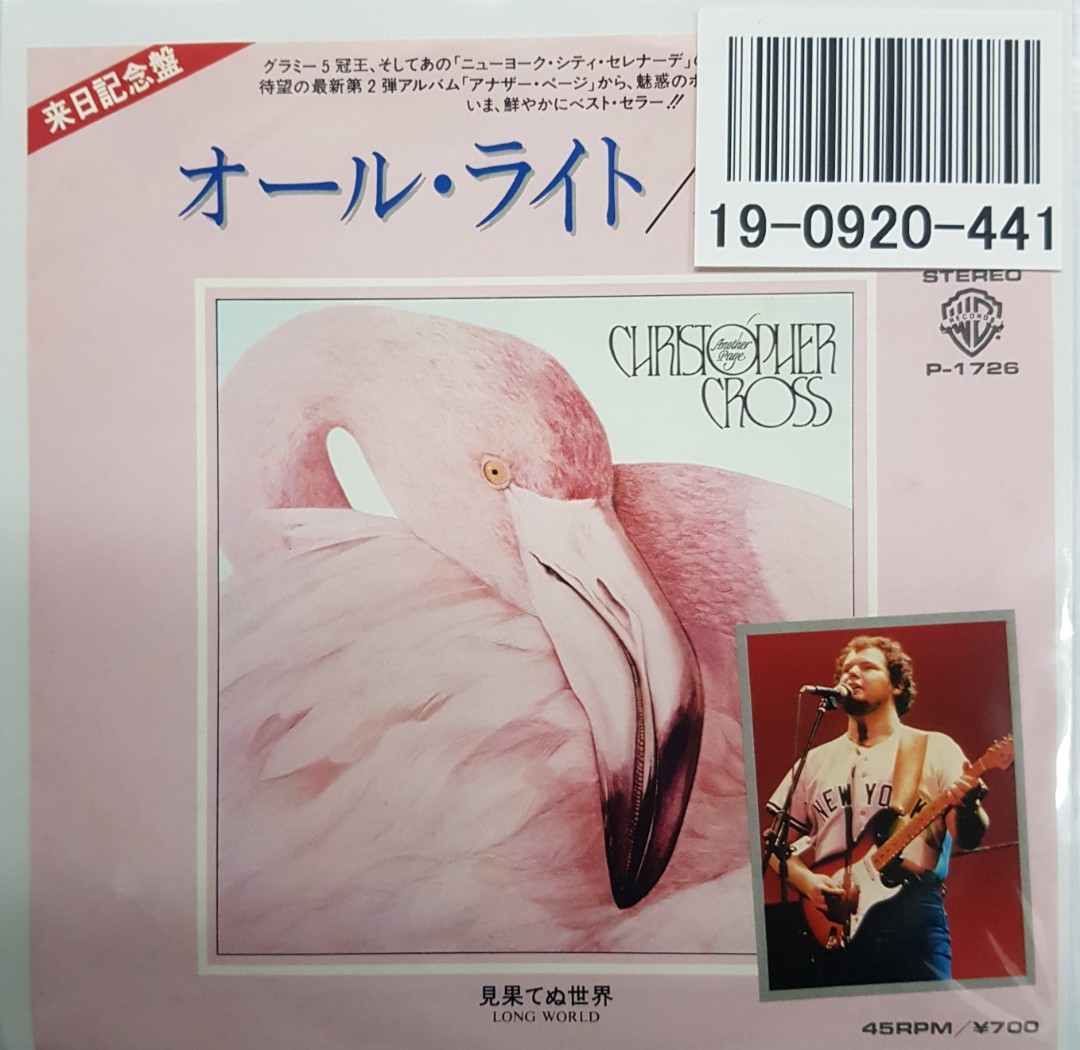 来日記念盤
グラミー5冠王、そしてあの「ニューヨーク・シティ・セレナーデ」
待望の最新第2弾アルバム「アナザー・ページ」から、魅惑の
いま、鮮やかにベスト・セラー!!
オール・ライト/
19-0920-441
STEREO
W RECORDS
P-1726
CHRISTOPHER
Another
Page
CROSS
NEW YO
見果てぬ世界
LONG WORLD
45RPM/¥700